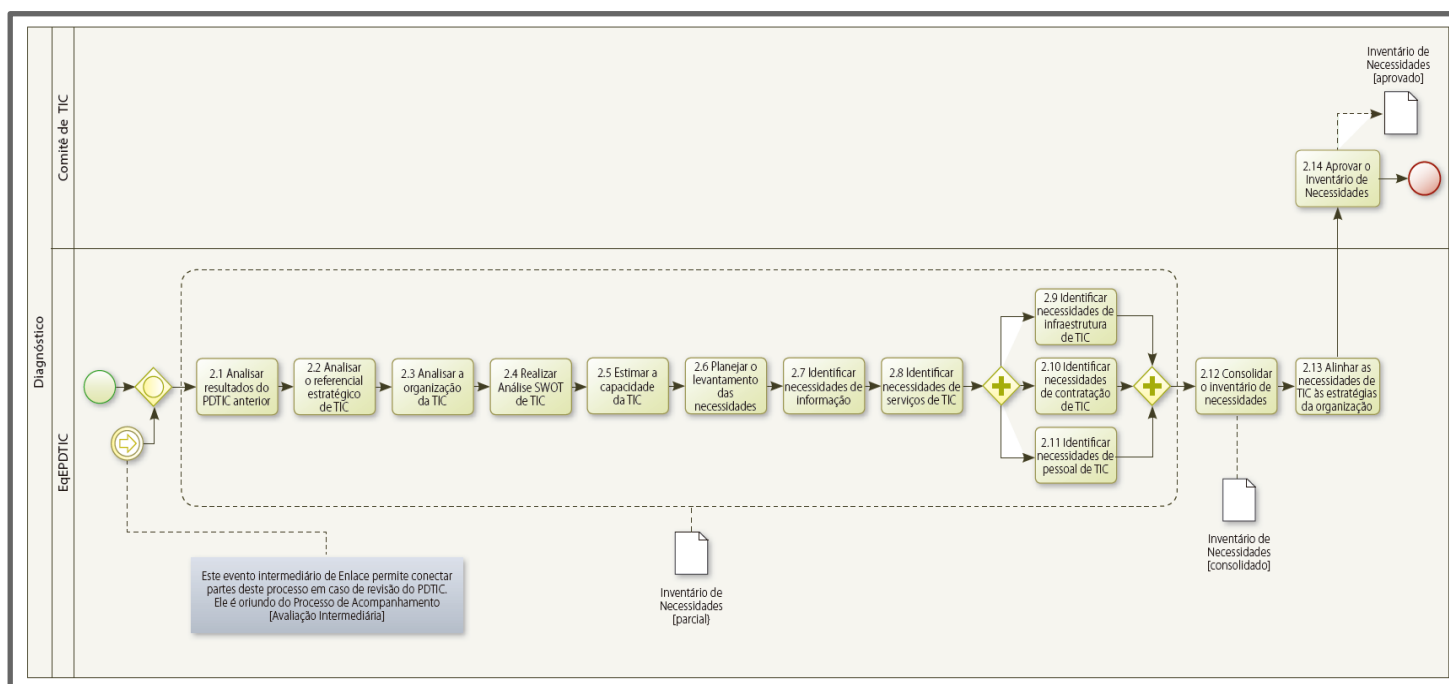 Diagnóstico
Comitê de TIC
Inventário de
Necessidades
[aprovado]
2.14 Aprovar o
Inventário de
Necessidades
EqEPDTIC
2.1 Analisar
resultados do
PDTIC anterior
2.2 Analisar
o referencial
estratégico de TIC
2.3 Analisar a
organização
da TIC
2.4 Realizar
Análise SWOT
de TIC
2.5 Estimar a
capacidade
da TIC
2.6 Planejar o
levantamento
das
necessidades
2.7 Identificar
necessidades de
informação
2.8 Identificar
necessidades de
serviços de TIC
2.9 Identificar
necessidades de
infraestrutura
de TIC
2.10 Identificar
necessidades
de contratação
de TIC
2.11 Identificar
necessidades de
pessoal de TIC
2.12 Consolidar
o inventário de
necessidades
2.13 Alinhar as
necessidades de
TIC às estratégias
da organização
Este evento intermediário de Enlace permite conectar
partes deste processo em caso de revisão do PDTIC.
Ele é oriundo do Processo de Acompanhamento
[Avaliação Intermediária]
Inventário de
Necessidades
[parcial}
Inventário de
Necessidades
[consolidado]